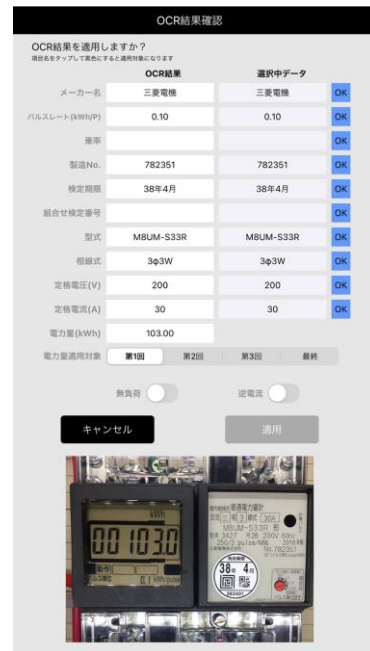 OCR結果確認
OCR結果を適用しますか？
項目名をタップして黒色にすると適用対象になります
OCR結果 選択中データ
メーカー名 三菱電機 三菱電機 OK
パルスレート(kWh/P) 0.10 0.10 OK
乗率 OK
製造No. 782351 782351 OK
検定期限 38年4月 38年4月 OK
組合せ検定番号 OK
型式 M8UM-S33R M8UM-S33R OK
相線式 3ϕ3W 3ϕ3W OK
定格電圧(V) 200 200 OK
定格電流(A) 30 30 OK
電力量(kWh) 103.00
電力量適用対象 第1回 第2回 第3回 最終
無負荷 逆電流
キャンセル 適用
kWh
00103.0
0.1 kWh/pulse
普通電力量計
30A
M8UM-S33R 形
200V 60Hz
No.782351
38年 4月